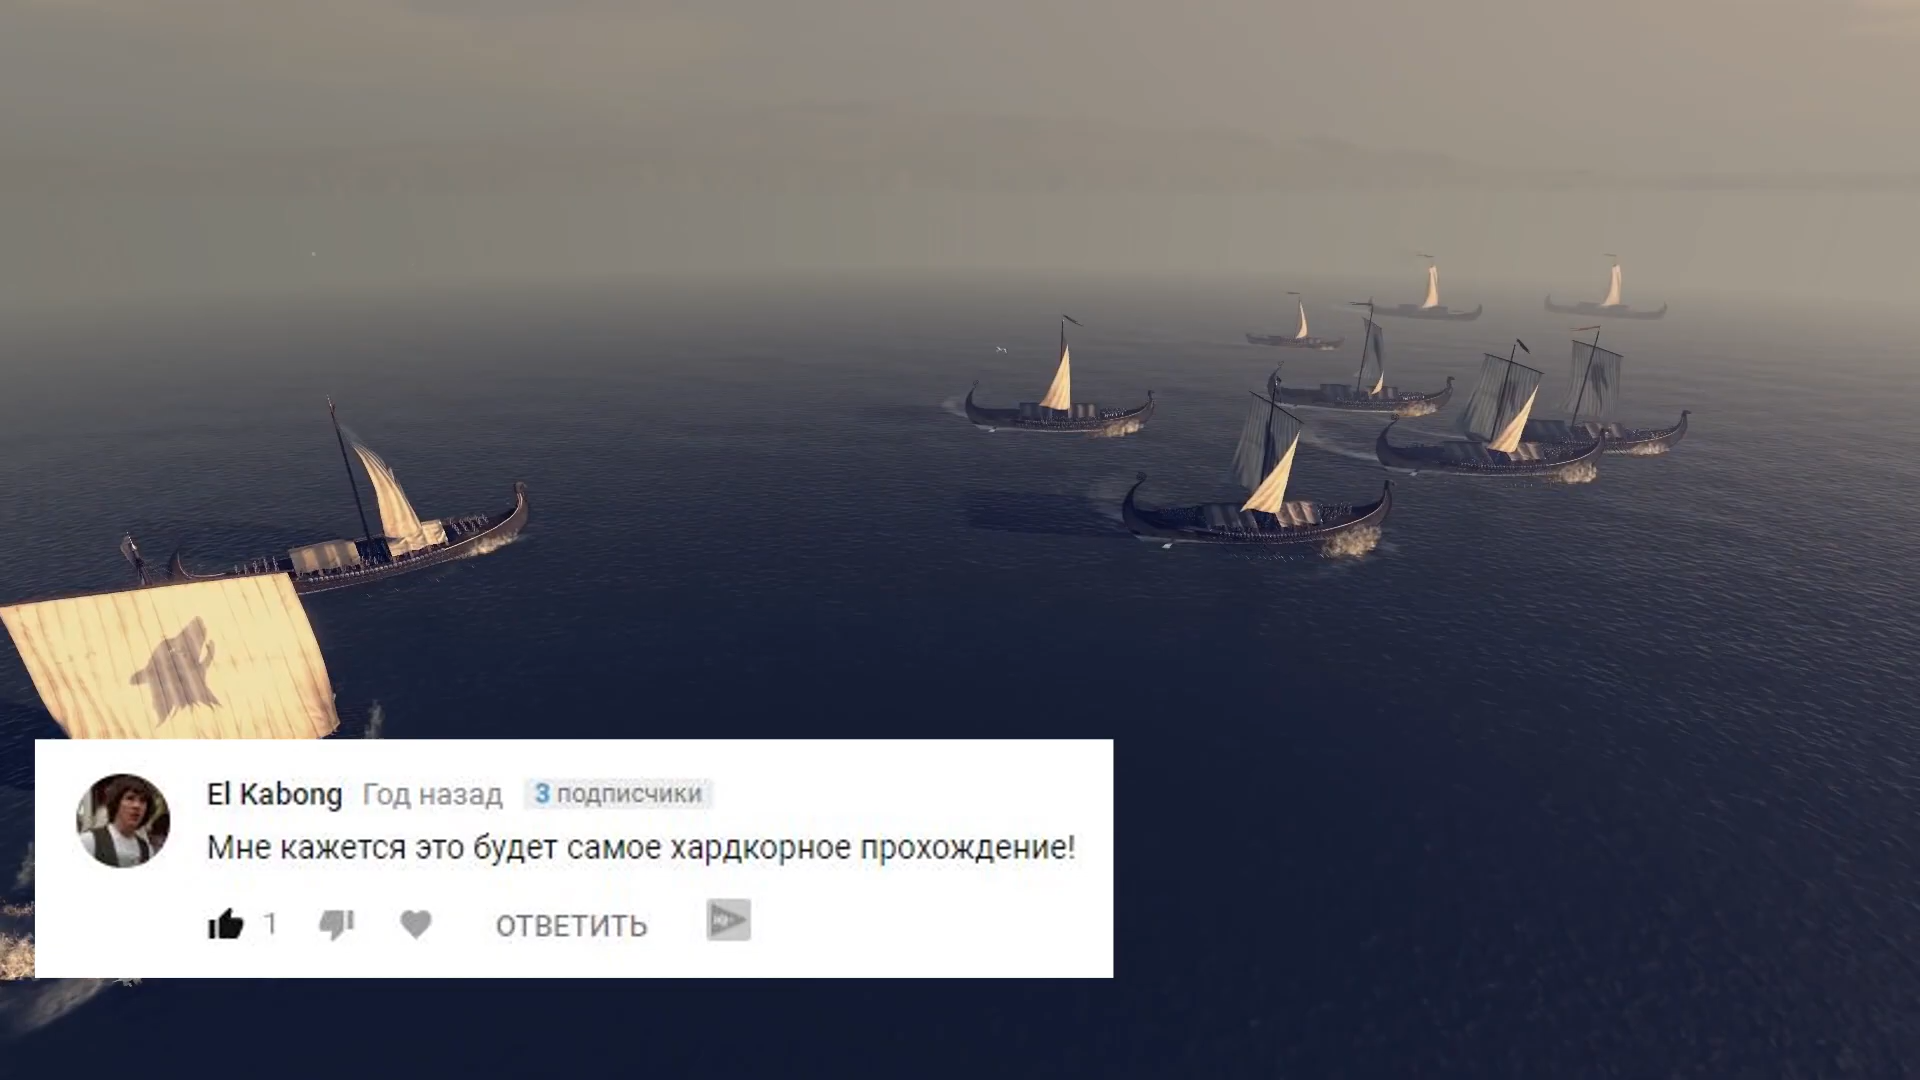 El Kabong Год назад 3 подписчики
Мне кажется это будет самое хардкорное прохождение!
1 ОТВЕТИТЬ